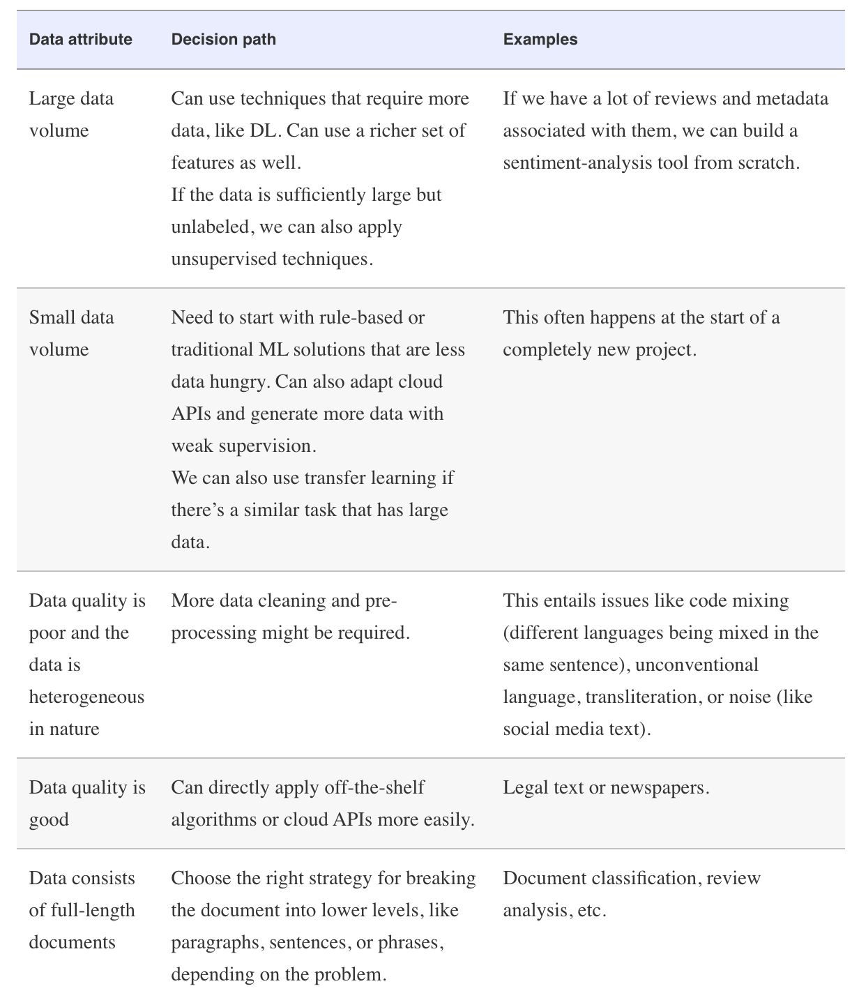 Data attribute
Decision path
Examples
Large data
volume
Can use techniques that require more
data, like DL. Can use a richer set of
features as well.
If the data is sufficiently large but
unlabeled, we can also apply
unsupervised techniques.
If we have a lot of reviews and metadata
associated with them, we can build a
sentiment-analysis tool from scratch.
Small data
volume
Need to start with rule-based or
traditional ML solutions that are less
data hungry. Can also adapt cloud
APIs and generate more data with
weak supervision.
We can also use transfer learning if
there’s a similar task that has large
data.
This often happens at the start of a
completely new project.
Data quality is
poor and the
data is
heterogeneous
in nature
More data cleaning and pre-
processing might be required.
This entails issues like code mixing
(different languages being mixed in the
same sentence), unconventional
language, transliteration, or noise (like
social media text).
Data quality is
good
Can directly apply off-the-shelf
algorithms or cloud APIs more easily.
Legal text or newspapers.
Data consists
of full-length
documents
Choose the right strategy for breaking
the document into lower levels, like
paragraphs, sentences, or phrases,
depending on the problem.
Document classification, review
analysis, etc.